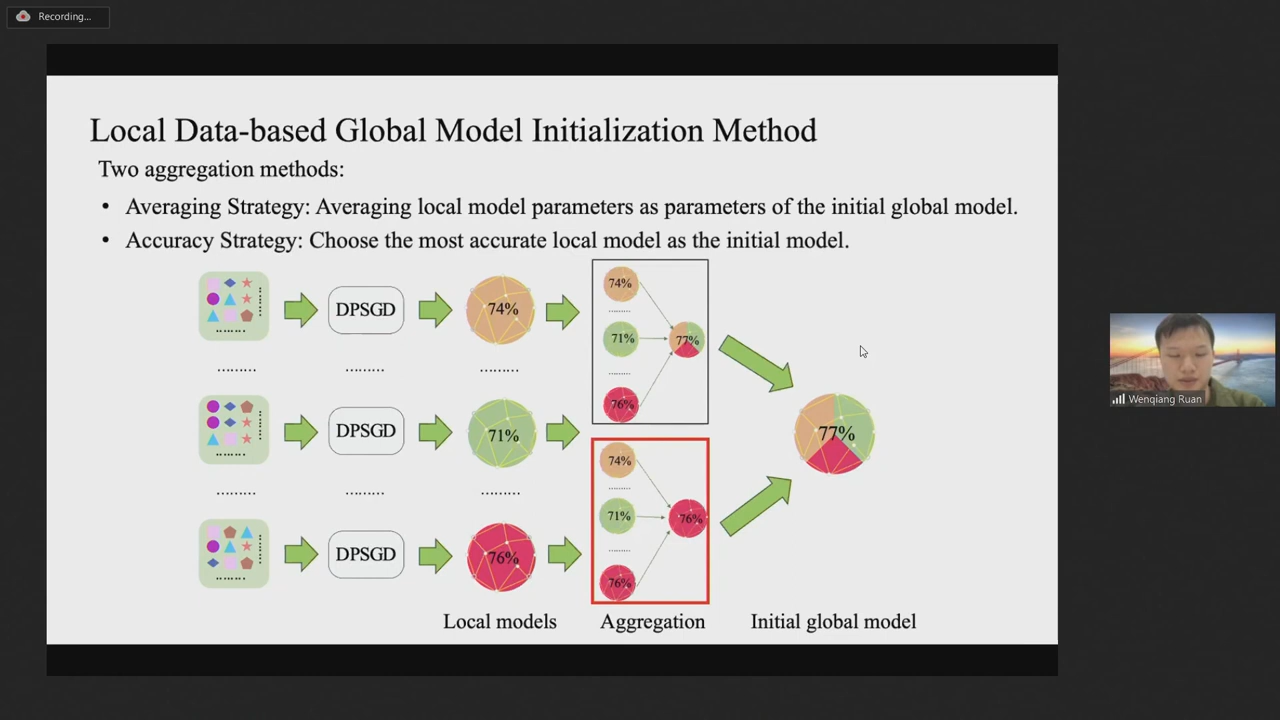 Recording...
Local Data-based Global Model Initialization Method
Two aggregation methods:
• Averaging Strategy: Averaging local model parameters as parameters of the initial global model.
• Accuracy Strategy: Choose the most accurate local model as the initial model.
DPSGD
74%
74%
71%
77%
76%
DPSGD
71%
77%
74%
71%
76%
76%
DPSGD
76%
Local models
Aggregation
Initial global model
Wenqiang Ruan